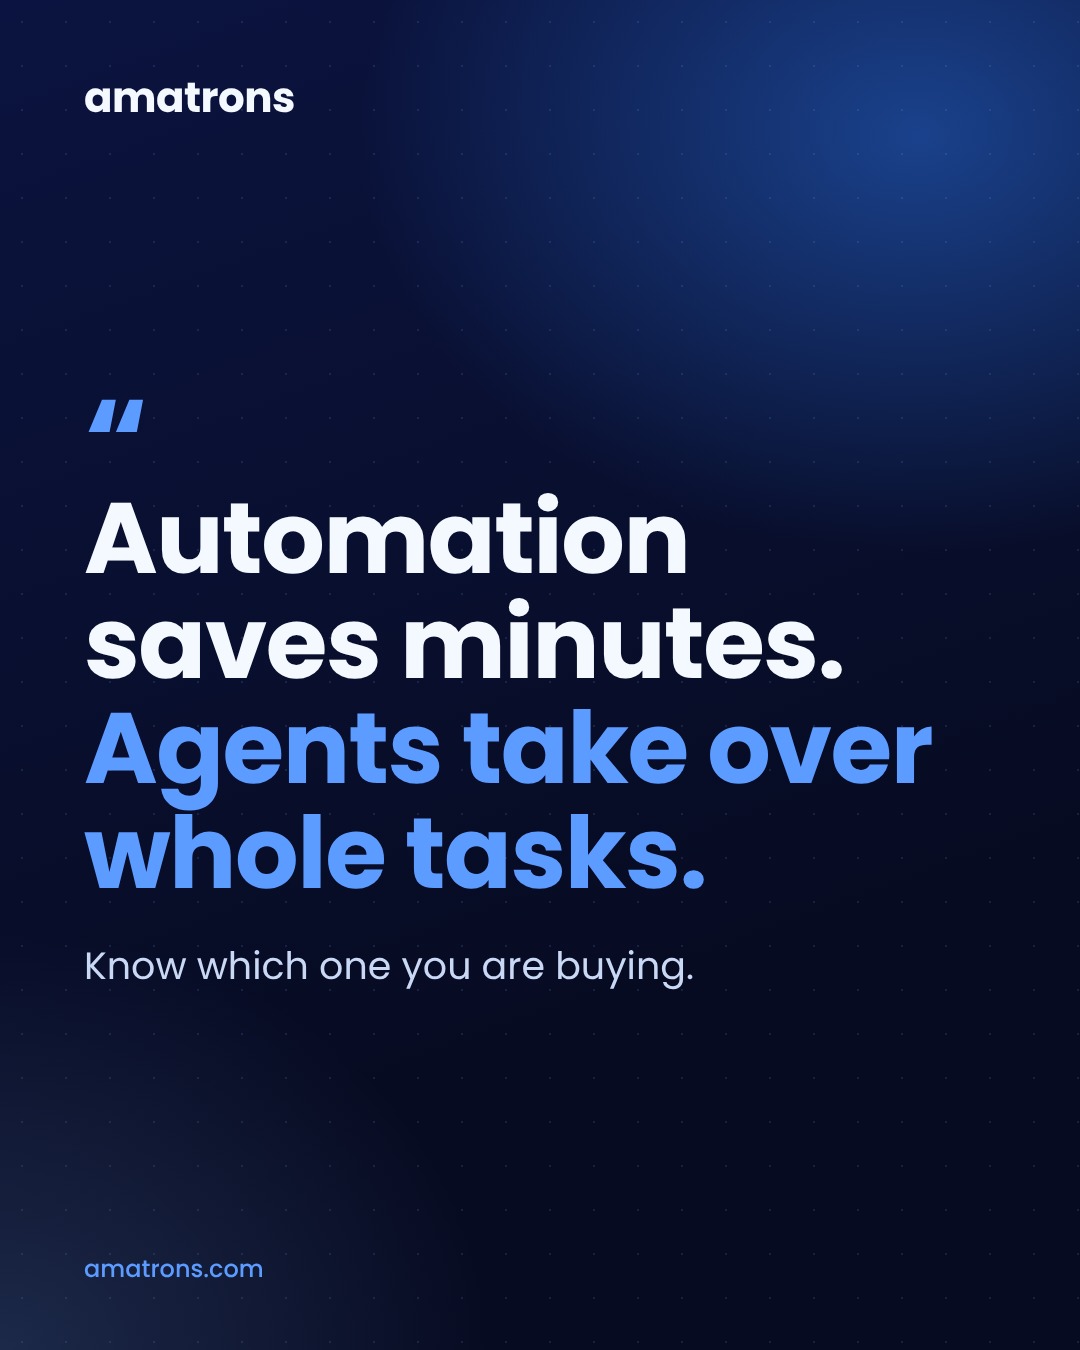 amatrons
“
Automation
saves minutes.
Agents take over
whole tasks.
Know which one you are buying.
amatrons.com